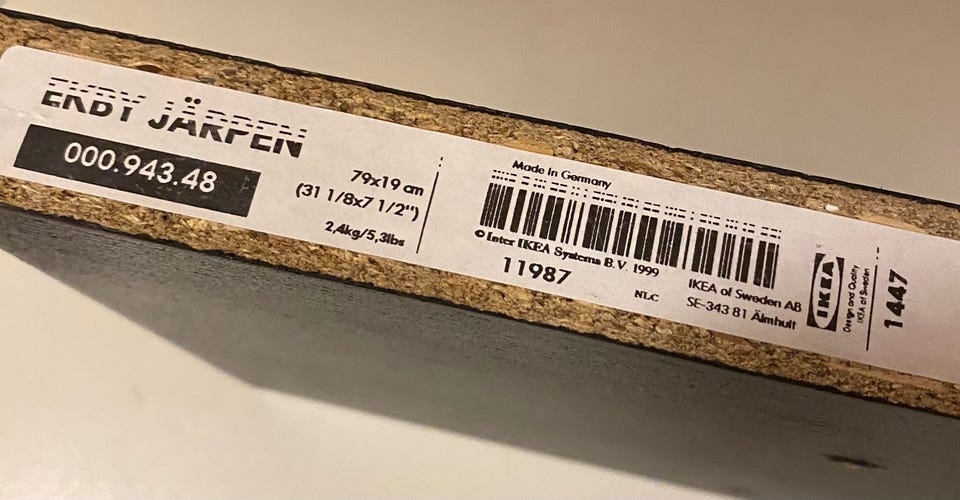 EKBY JÄRPEN
000.943.48
79x19 cm
(31 1/8x7 1/2")
2,4kg/5,3lbs
Made in Germany
© Inter IKEA Systems B.V. 1999
11987
NLC
IKEA of Sweden AB
SE-343 81 Älmhult
IKEA
Design and Quality
IKEA of Sweden
1447